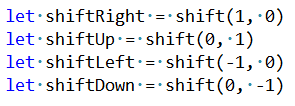 let shiftRight = shift(1, 0)
let shiftUp = shift(0, 1)
let shiftLeft = shift(-1, 0)
let shiftDown = shift(0, -1)